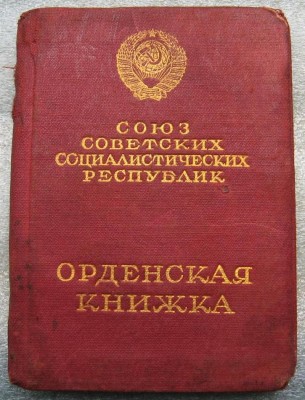 СОЮЗ
СОВЕТСКИХ
СОЦИАЛИСТИЧЕСКИХ
РЕСПУБЛИК
ОРДЕНСКАЯ
КНИЖКА